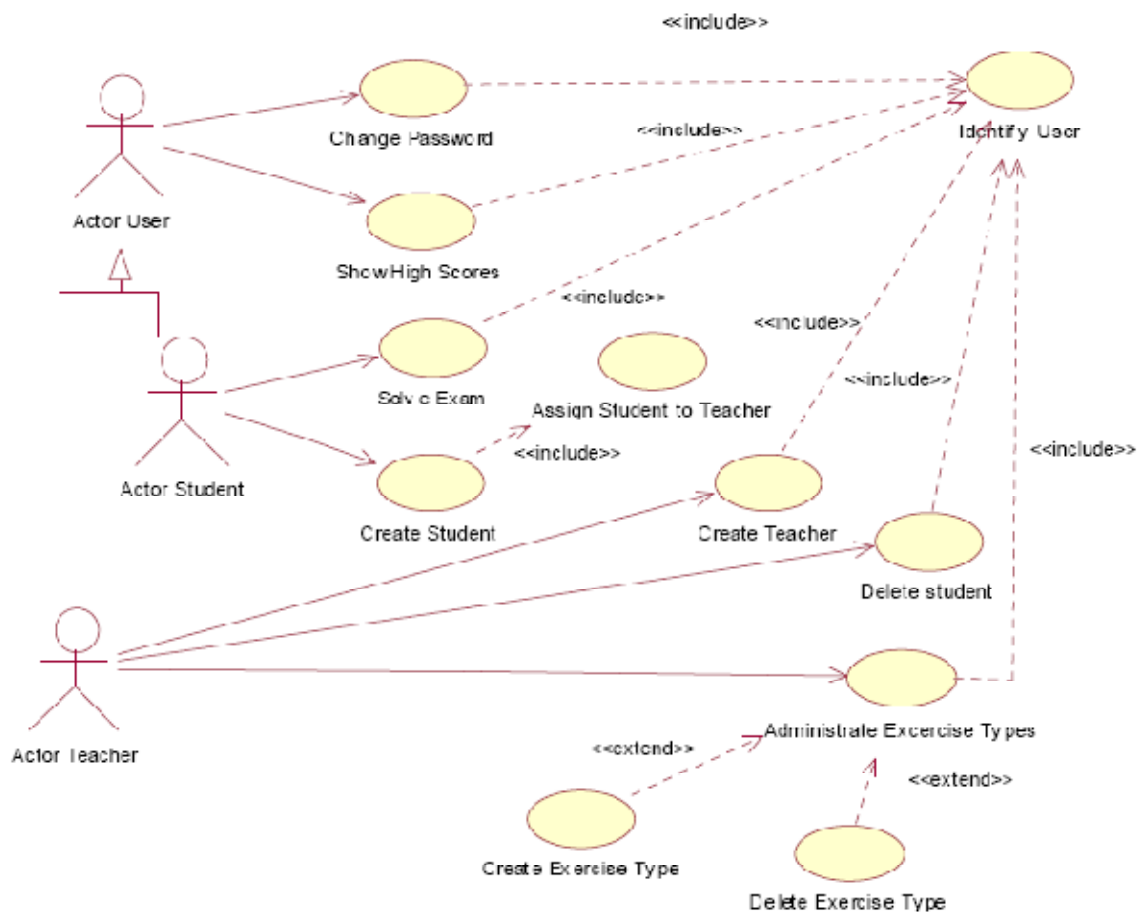 <<include>>
Change Password
<<include>>
Identify User
Actor User
ShowHigh Scores
<<include>>
<<include>>
Solve Exam
<<include>>
Assign Student to Teacher
<<include>>
<<include>>
Actor Student
Create Student
Create Teacher
Delete student
Actor Teacher
Administrate Excercise Types
<<extend>>
<<extend>>
Create Exercise Type
Delete Exercise Type